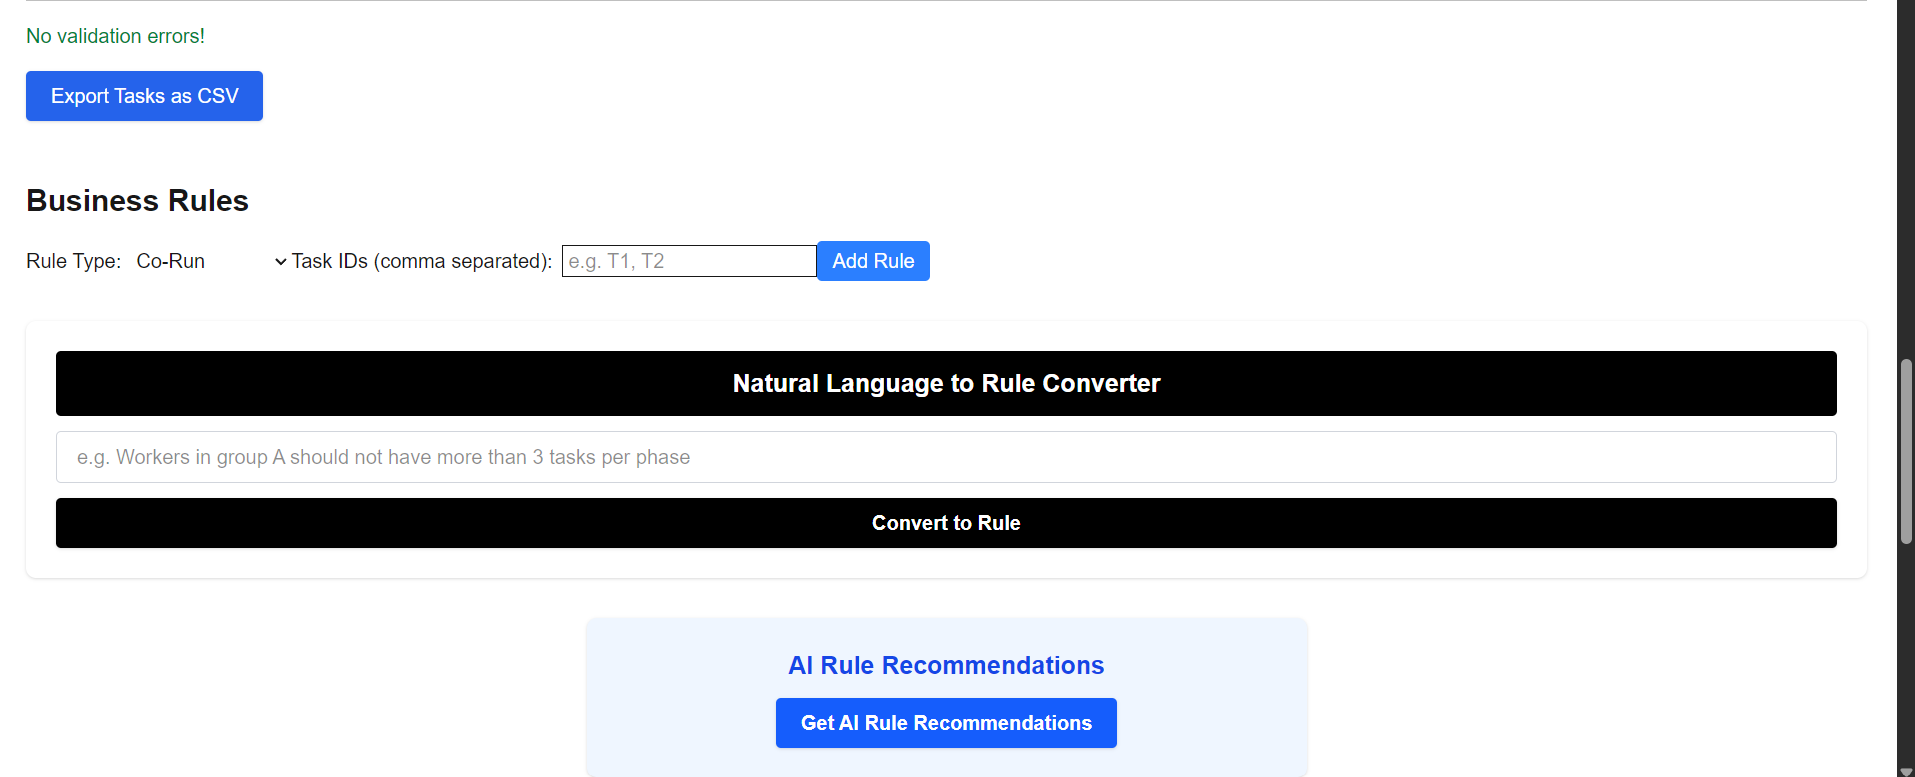 No validation errors!
Export Tasks as CSV
Business Rules
Rule Type: Co-Run Task IDs (comma separated): e.g. T1, T2 Add Rule
Natural Language to Rule Converter
e.g. Workers in group A should not have more than 3 tasks per phase
Convert to Rule
AI Rule Recommendations
Get AI Rule Recommendations